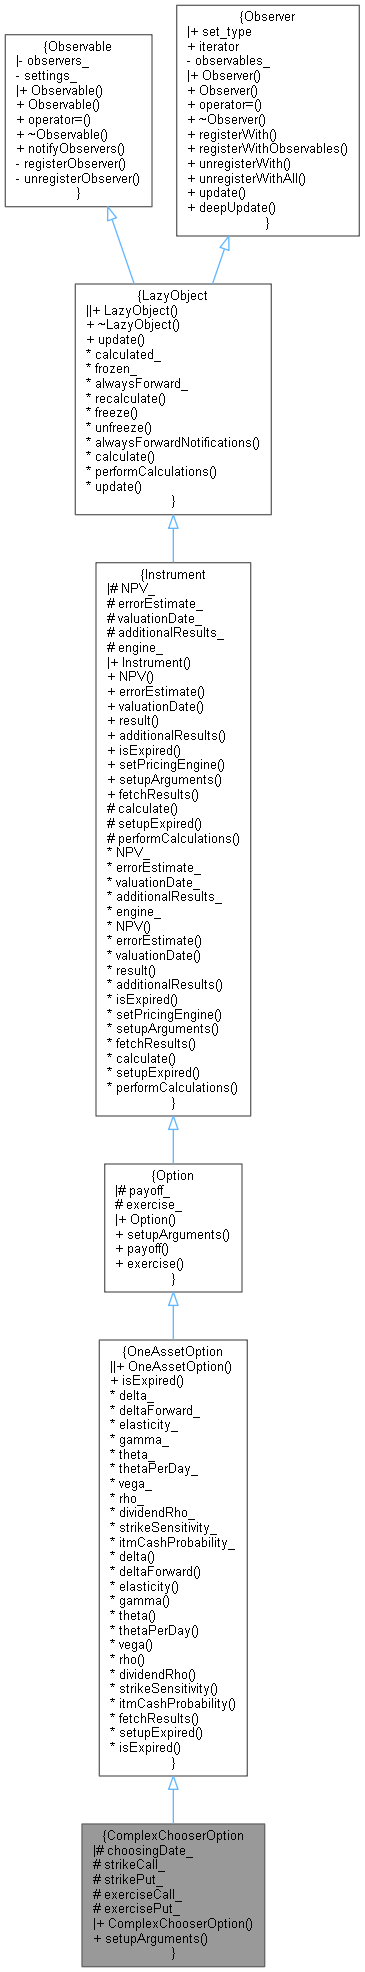 {Observable
|- observers_
- settings_
|+ Observable()
+ Observable()
+ operator=()
+ ~Observable()
+ notifyObservers()
- registerObserver()
- unregisterObserver()
}
{Observer
|+ set_type
+ iterator
- observables_
|+ Observer()
+ Observer()
+ operator=()
+ ~Observer()
+ registerWith()
+ registerWithObservables()
+ unregisterWith()
+ unregisterWithAll()
+ update()
+ deepUpdate()
}
{LazyObject
||+ LazyObject()
+ ~LazyObject()
+ update()
* calculated_
* frozen_
* alwaysForward_
* recalculate()
* freeze()
* unfreeze()
* alwaysForwardNotifications()
* calculate()
* performCalculations()
* update()
}
{Instrument
|# NPV_
# errorEstimate_
# valuationDate_
# additionalResults_
# engine_
|+ Instrument()
+ NPV()
+ errorEstimate()
+ valuationDate()
+ result()
+ additionalResults()
+ isExpired()
+ setPricingEngine()
+ setupArguments()
+ fetchResults()
# calculate()
# setupExpired()
# performCalculations()
* NPV_
* errorEstimate_
* valuationDate_
* additionalResults_
* engine_
* NPV()
* errorEstimate()
* valuationDate()
* result()
* additionalResults()
* isExpired()
* setPricingEngine()
* setupArguments()
* fetchResults()
* calculate()
* setupExpired()
* performCalculations()
}
{Option
|# payoff_
# exercise_
|+ Option()
+ setupArguments()
+ payoff()
+ exercise()
}
{OneAssetOption
||+ OneAssetOption()
+ isExpired()
* delta_
* deltaForward_
* elasticity_
* gamma_
* theta_
* thetaPerDay_
* vega_
* rho_
* dividendRho_
* strikeSensitivity_
* itmCashProbability_
* delta()
* deltaForward()
* elasticity()
* gamma()
* theta()
* thetaPerDay()
* vega()
* rho()
* dividendRho()
* strikeSensitivity()
* itmCashProbability()
* fetchResults()
* setupExpired()
* isExpired()
}
{ComplexChooserOption
|# choosingDate_
# strikeCall_
# strikePut_
# exerciseCall_
# exercisePut_
|+ ComplexChooserOption()
+ setupArguments()
}